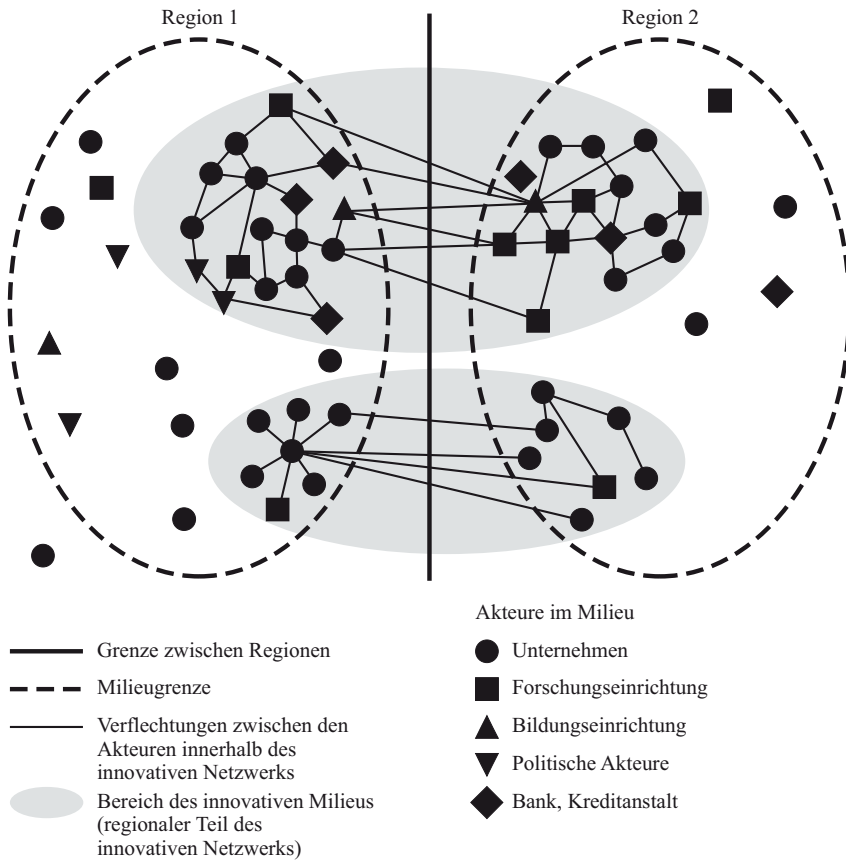 Region 1
Region 2
Grenze zwischen Regionen
Milieugrenze
Verflechtungen zwischen den
Akteuren innerhalb des
innovativen Netzwerks
Bereich des innovativen Milieus
(regionaler Teil des
innovativen Netzwerks)
Akteure im Milieu
Unternehmen
Forschungseinrichtung
Bildungseinrichtung
Politische Akteure
Bank, Kreditanstalt